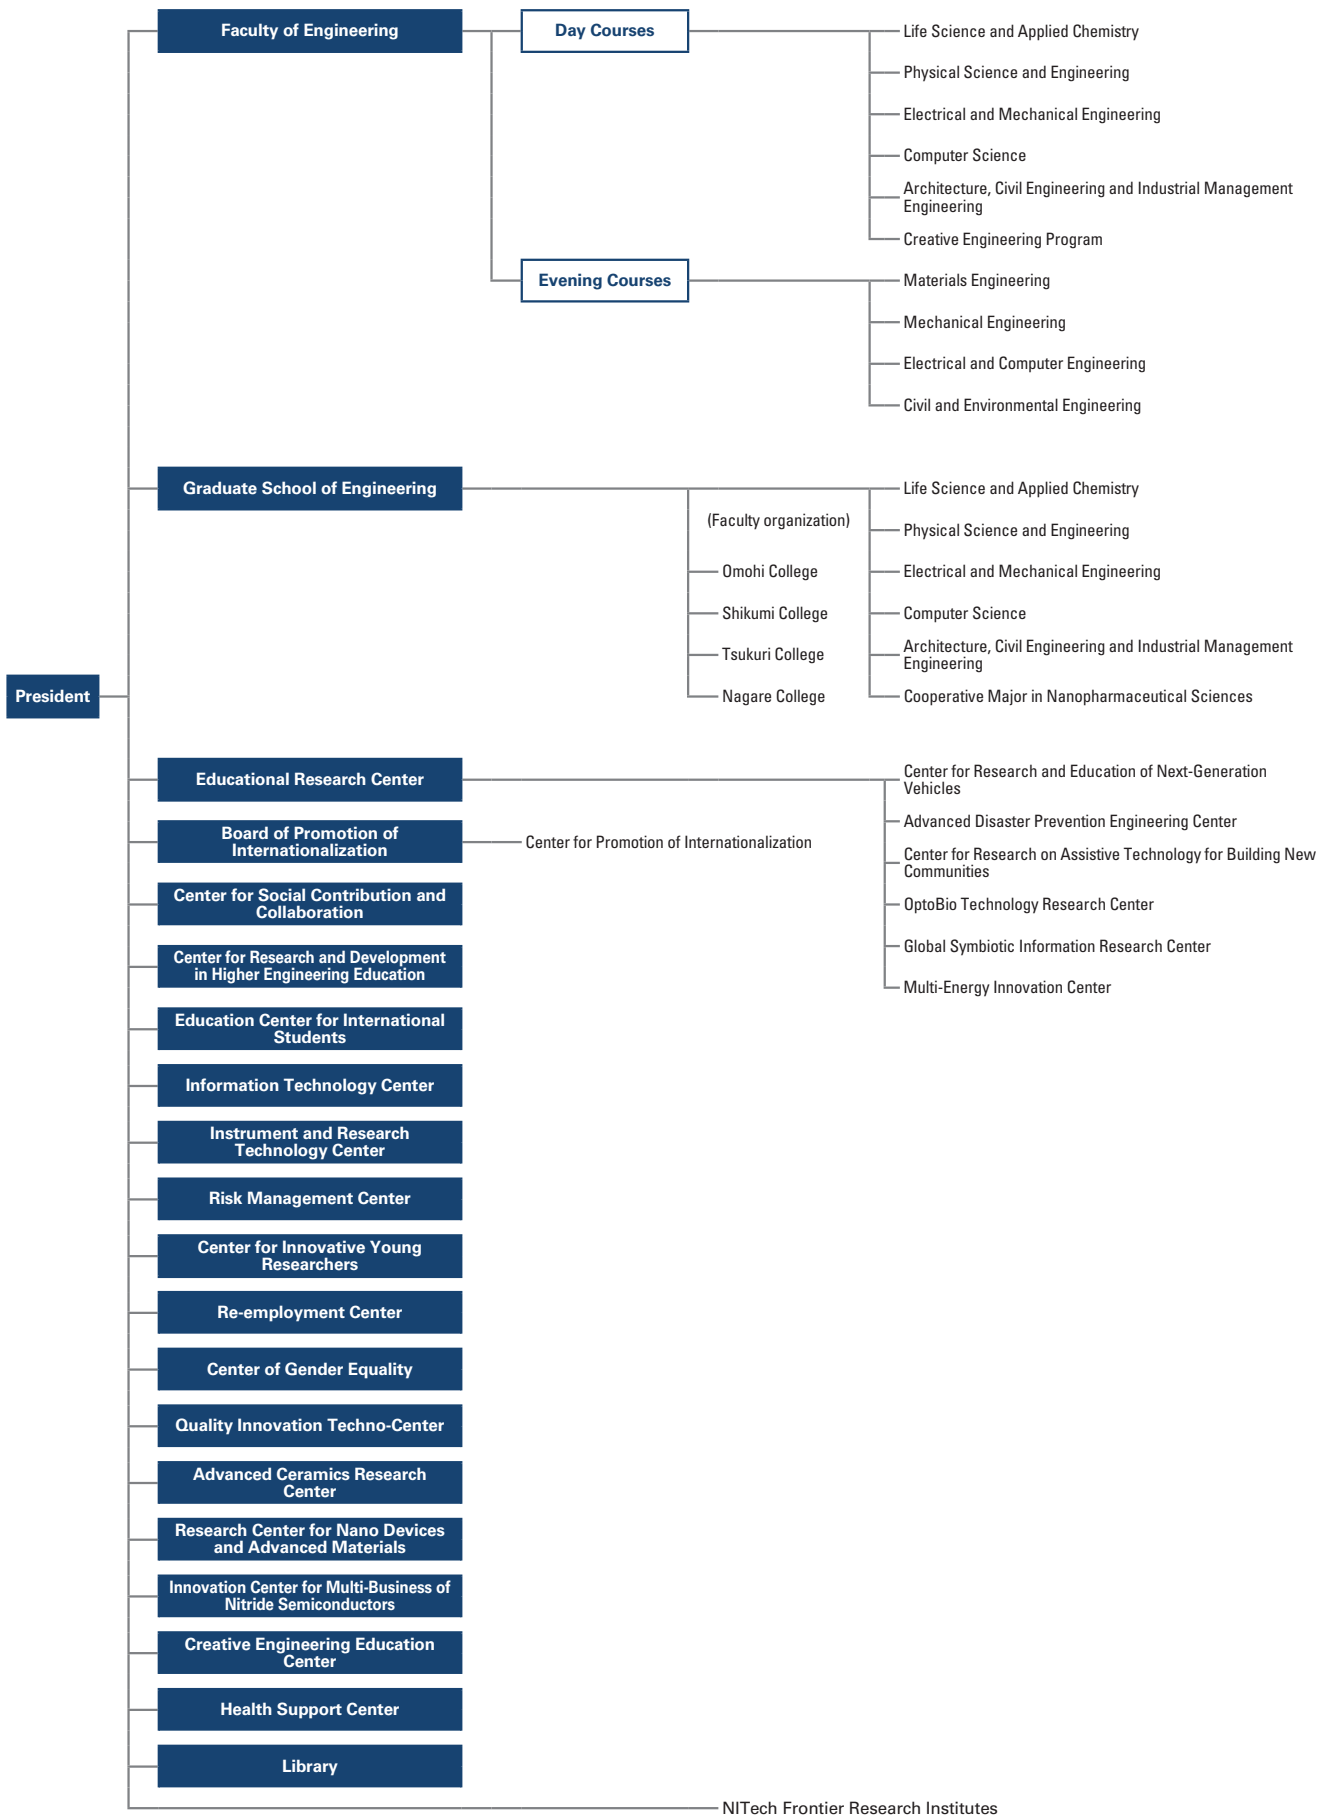 Faculty of Engineering
Day Courses
Life Science and Applied Chemistry
Physical Science and Engineering
Electrical and Mechanical Engineering
Computer Science
Architecture, Civil Engineering and Industrial Management
Engineering
Creative Engineering Program
Evening Courses
Materials Engineering
Mechanical Engineering
Electrical and Computer Engineering
Civil and Environmental Engineering
Graduate School of Engineering
(Faculty organization)
Omohi College
Shikumi College
Tsukuri College
Nagare College
Life Science and Applied Chemistry
Physical Science and Engineering
Electrical and Mechanical Engineering
Computer Science
Architecture, Civil Engineering and Industrial Management
Engineering
Cooperative Major in Nanopharmaceutical Sciences
President
Educational Research Center
Center for Research and Education of Next-Generation
Vehicles
Advanced Disaster Prevention Engineering Center
Center for Research on Assistive Technology for Building New
Communities
OptoBio Technology Research Center
Global Symbiotic Information Research Center
Multi-Energy Innovation Center
Board of Promotion of
Internationalization
Center for Promotion of Internationalization
Center for Social Contribution and
Collaboration
Center for Research and Development
in Higher Engineering Education
Education Center for International
Students
Information Technology Center
Instrument and Research
Technology Center
Risk Management Center
Center for Innovative Young
Researchers
Re-employment Center
Center of Gender Equality
Quality Innovation Techno-Center
Advanced Ceramics Research
Center
Research Center for Nano Devices
and Advanced Materials
Innovation Center for Multi-Business of
Nitride Semiconductors
Creative Engineering Education
Center
Health Support Center
Library
NITech Frontier Research Institutes